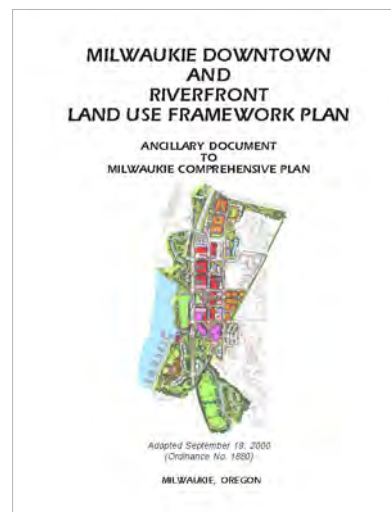 MILWAUKIE DOWNTOWN
AND
RIVERFRONT
LAND USE FRAMEWORK PLAN
ANCILLARY DOCUMENT
TO
MILWAUKIE COMPREHENSIVE PLAN
Adopted September 19, 2000
(Ordinance No. 1880)
MILWAUKIE, OREGON